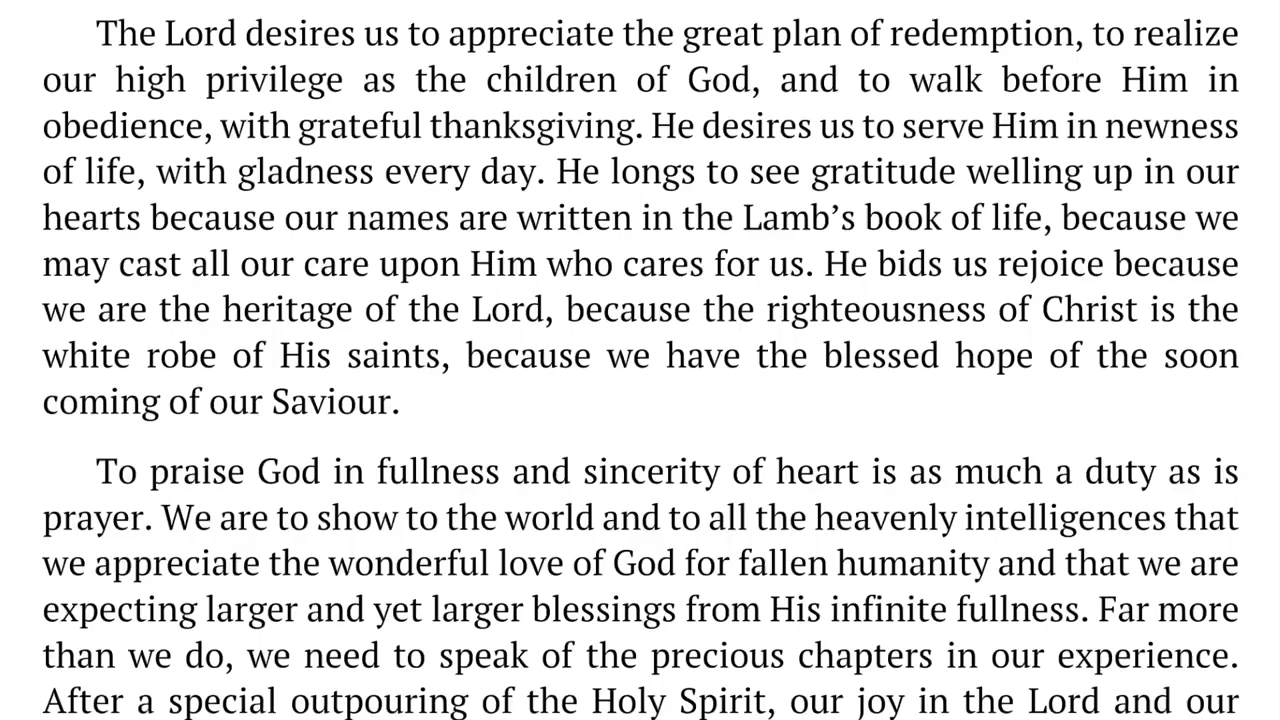 The Lord desires us to appreciate the great plan of redemption, to realize
our high privilege as the children of God, and to walk before Him in
obedience, with grateful thanksgiving. He desires us to serve Him in newness
of life, with gladness every day. He longs to see gratitude welling up in our
hearts because our names are written in the Lamb’s book of life, because we
may cast all our care upon Him who cares for us. He bids us rejoice because
we are the heritage of the Lord, because the righteousness of Christ is the
white robe of His saints, because we have the blessed hope of the soon
coming of our Saviour.
To praise God in fullness and sincerity of heart is as much a duty as is
prayer. We are to show to the world and to all the heavenly intelligences that
we appreciate the wonderful love of God for fallen humanity and that we are
expecting larger and yet larger blessings from His infinite fullness. Far more
than we do, we need to speak of the precious chapters in our experience.
After a special outpouring of the Holy Spirit, our joy in the Lord and our